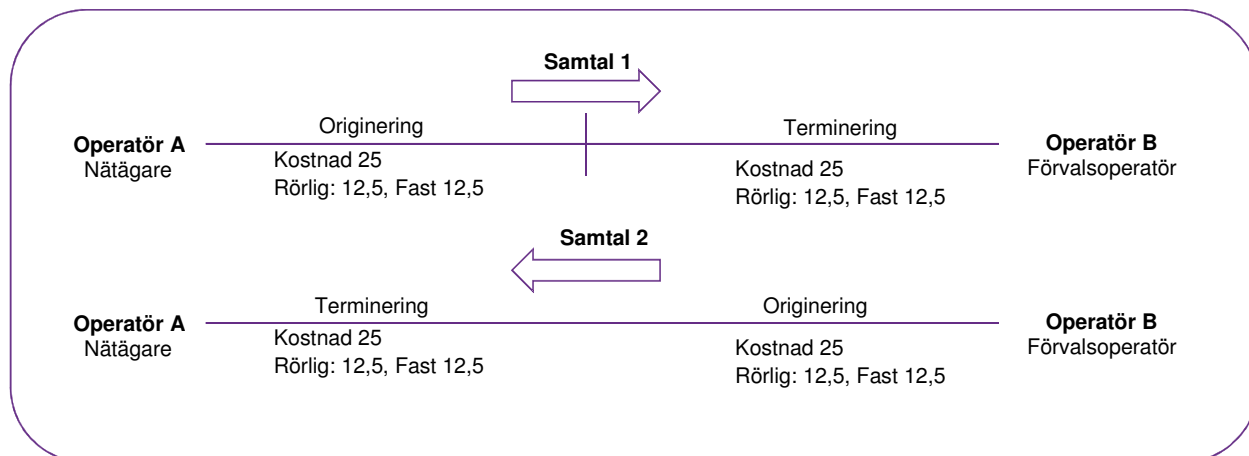 Samtal 1
Originering
Terminering
Operatör A
Nätägare
Kostnad 25
Rörlig: 12,5, Fast 12,5
Kostnad 25
Rörlig: 12,5, Fast 12,5
Operatör B
Förvalsoperatör
Samtal 2
Terminering
Originering
Operatör A
Nätägare
Kostnad 25
Rörlig: 12,5, Fast 12,5
Kostnad 25
Rörlig: 12,5, Fast 12,5
Operatör B
Förvalsoperatör